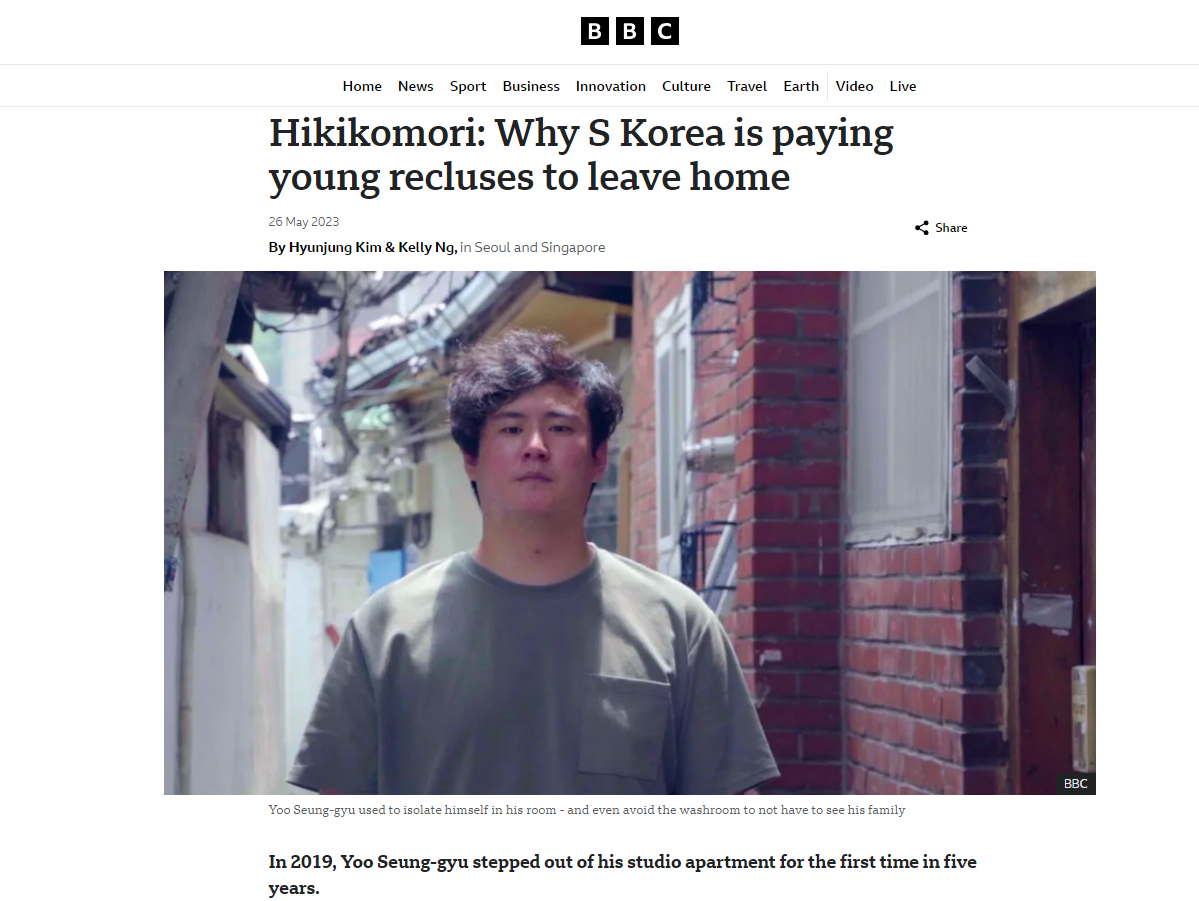 BBC
Home News Sport Business Innovation Culture Travel Earth Video Live
Hikikomori: Why S Korea is paying
young recluses to leave home
26 May 2023
Share
By Hyunjung Kim & Kelly Ng, in Seoul and Singapore
BBC
Yoo Seung-gyu used to isolate himself in his room - and even avoid the washroom to not have to see his family
In 2019, Yoo Seung-gyu stepped out of his studio apartment for the first time in five
years.